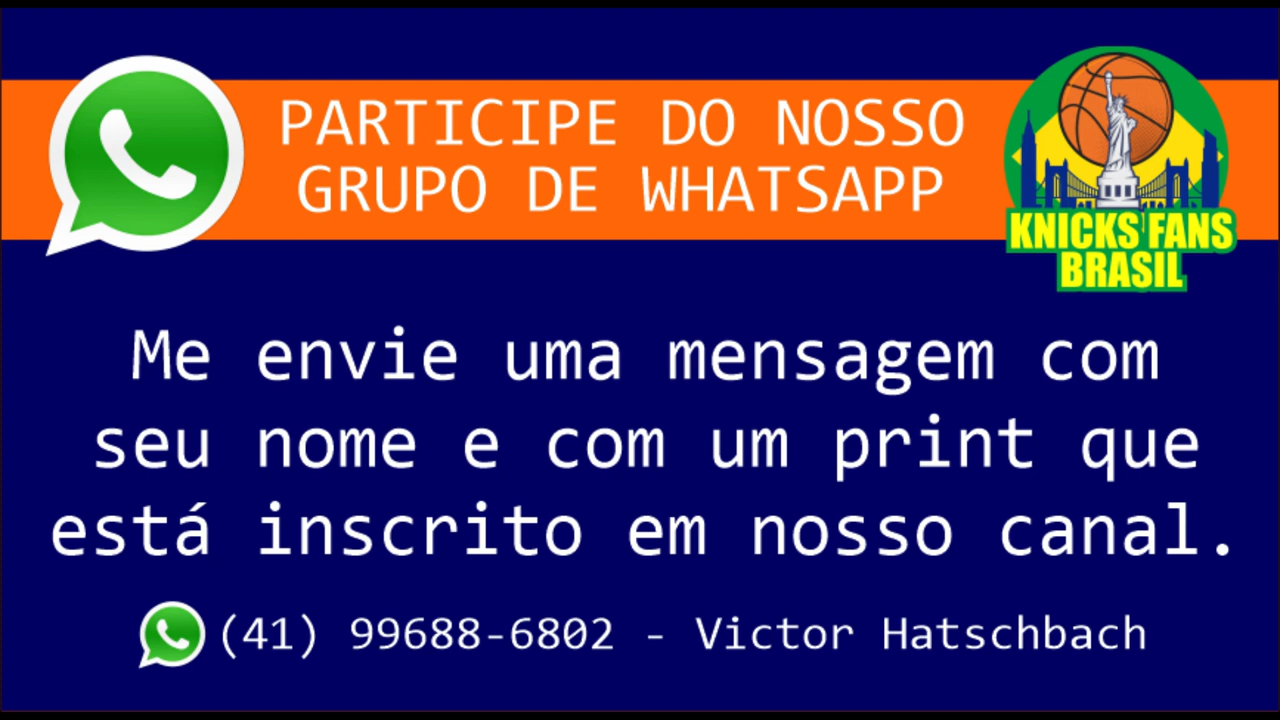 PARTICIPE DO NOSSO
GRUPO DE WHATSAPP
KNICKS FANS
BRASIL
Me envie uma mensagem com
seu nome e com um print que
está inscrito em nosso canal.
(41) 99688-6802 - Victor Hatschbach